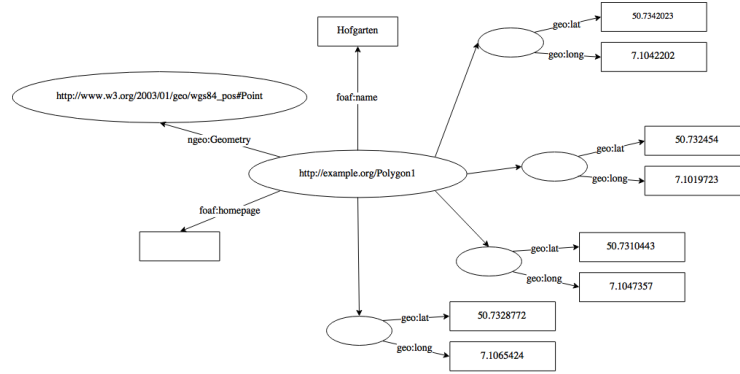 Hofgarten
geo:lat
50.7342023
geo:long
7.1042202
foaf:name
http://www.w3.org/2003/01/geo/wgs84_pos#Point
ngeo:Geometry
geo:lat
50.732454
http://example.org/Polygon1
geo:long
7.1019723
foaf:homepage
geo:lat
50.7310443
geo:long
7.1047357
geo:lat
50.7328772
geo:long
7.1065424